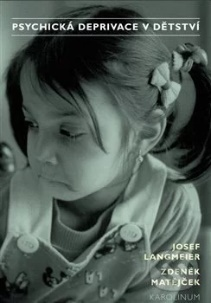 PSYCHICKÁ DEPRIVACE V DĚTSTVÍ
JOSEF
LANGMEIER
ZDENĚK
MATĚJČEK
KAROLINUM